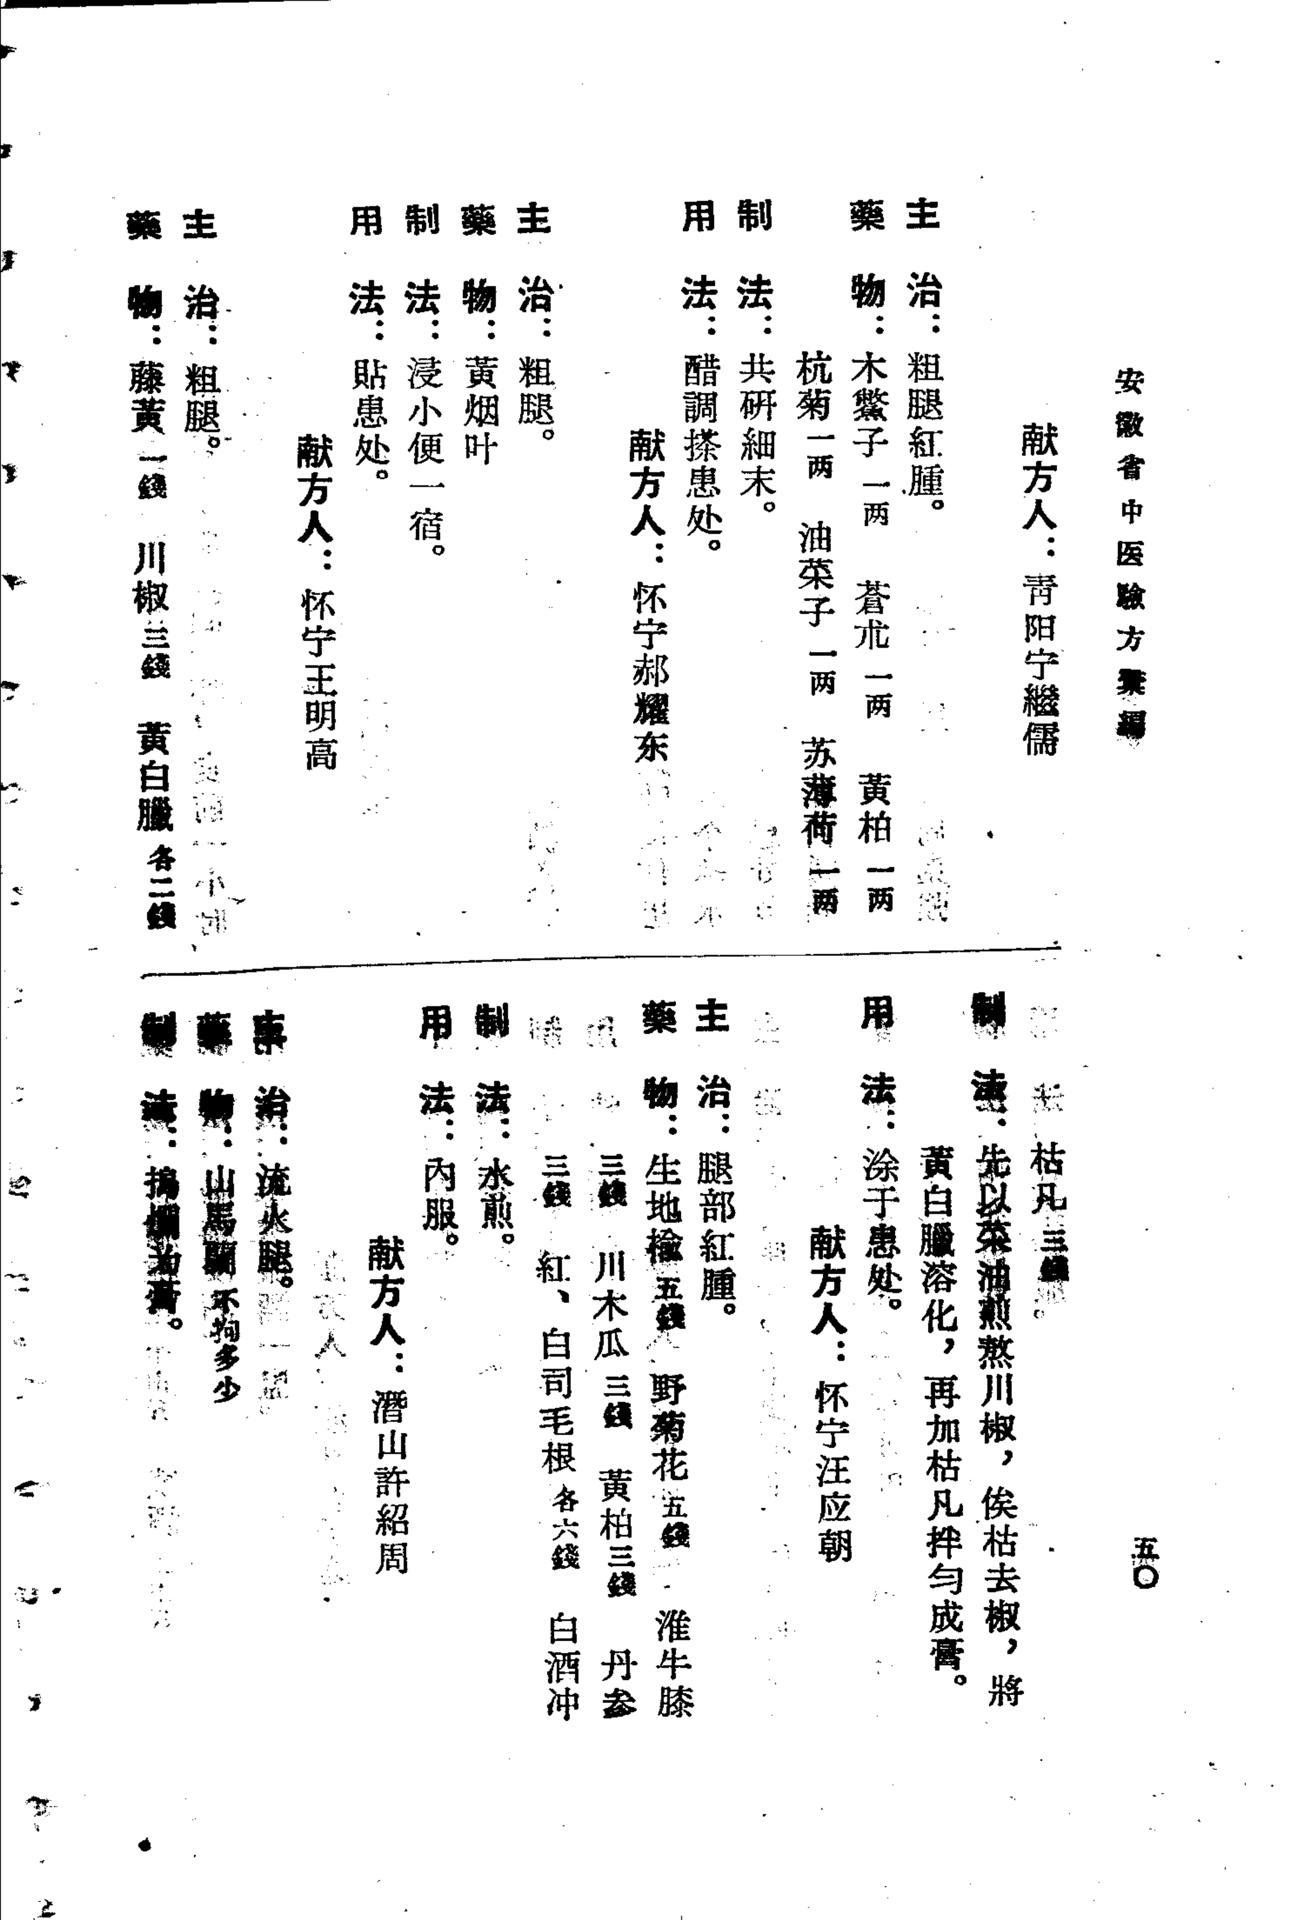 安徽省中医驗方彙編
五〇
献方人：青阳宁繼儒
主　治：粗腿紅腫。
藥　物：木鱉子一两　蒼朮一两　黃柏一两
杭菊一两　油菜子一两　苏薄荷一两
制　法：共研細末。
用　法：醋調搽患处。
献方人：怀宁郝耀东
主　治：粗腿。
藥　物：黃烟叶
制　法：浸小便一宿。
用　法：貼患处。
献方人：怀宁王明高
主　治：粗腿。
藥　物：藤黃一錢　川椒三錢　黃白臘各二錢
枯凡三錢
制　法：先以菜油煎熬川椒，俟枯去椒，將
黃白臘溶化，再加枯凡拌匀成膏。
用　法：涂于患处。
献方人：怀宁汪应朝
主　治：腿部紅腫。
藥　物：生地榆五錢　野菊花五錢　淮牛膝
三錢　川木瓜三錢　黃柏三錢　丹参
三錢　紅、白司毛根各六錢　白酒冲
制　法：水煎。
用　法：內服。
献方人：潛山許紹周
主　治：流火腿。
藥　物：山馬蘭不拘多少
制　法：搗爛为膏。